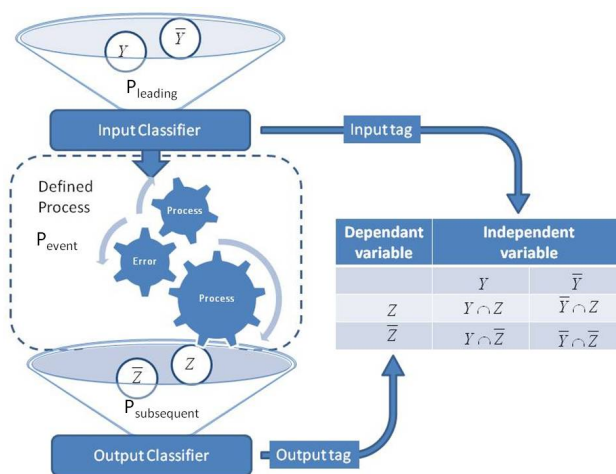 Y Y̅
P_leading
Input Classifier
Input tag
Defined
Process
P_event
Process
Error
Process
Dependant
variable
Independent
variable
Y Y̅
Z Y∩Z Y̅∩Z
Z̅ Y∩Z̅ Y̅∩Z̅
Z̅ Z
P_subsequent
Output Classifier
Output tag